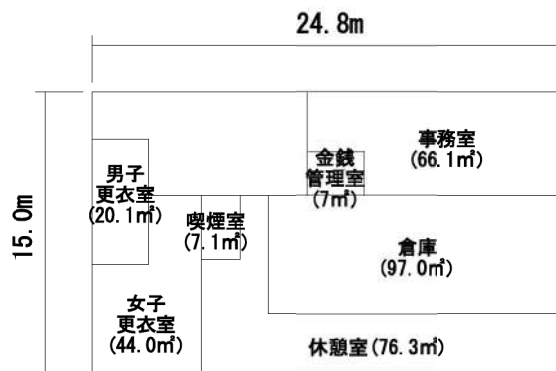 24.8m
15.0m
事務室
(66.1㎡)
金銭
管理室
(7㎡)
男子
更衣室
(20.1㎡)
喫煙室
(7.1㎡)
倉庫
(97.0㎡)
女子
更衣室
(44.0㎡)
休憩室(76.3㎡)